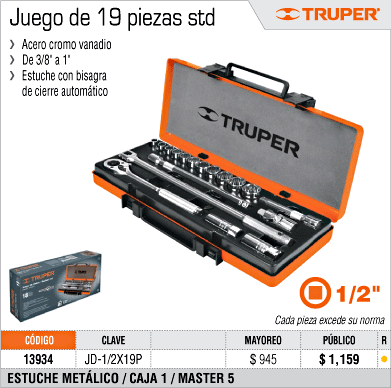 Juego de 19 piezas std
TRUPER®
› Acero cromo vanadio
› De 3/8" a 1"
› Estuche con bisagra
de cierre automático
TRUPER
TRUPER
1/2"
Cada pieza excede su norma
CÓDIGO CLAVE MAYOREO PÚBLICO R
13934 JD-1/2X19P $ 945 $ 1,159
ESTUCHE METÁLICO / CAJA 1 / MASTER 5